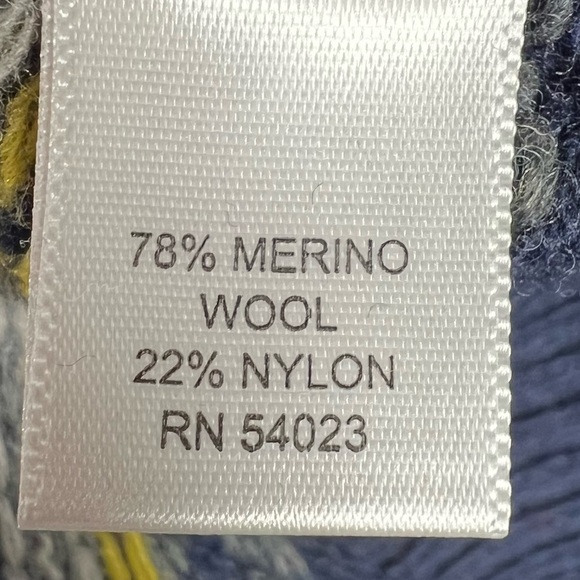 78% MERINO
WOOL
22% NYLON
RN 54023